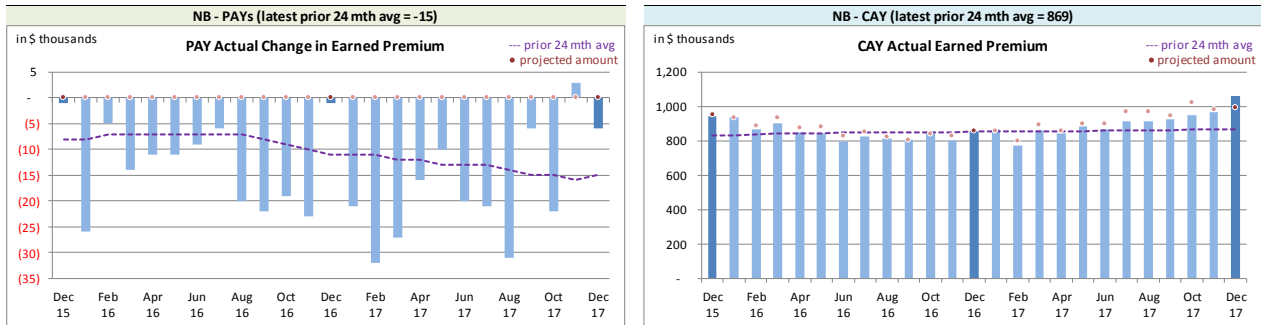 NB - PAYs (latest prior 24 mth avg = -15)
in $ thousands
PAY Actual Change in Earned Premium
--- prior 24 mth avg
• projected amount
5
-
(5)
(10)
(15)
(20)
(25)
(30)
(35)
Dec Feb Apr Jun Aug Oct Dec Feb Apr Jun Aug Oct Dec
15 16 16 16 16 16 16 17 17 17 17 17 17
NB - CAY (latest prior 24 mth avg = 869)
in $ thousands
CAY Actual Earned Premium
--- prior 24 mth avg
• projected amount
1,200
1,000
800
600
400
200
-
Dec Feb Apr Jun Aug Oct Dec Feb Apr Jun Aug Oct Dec
15 16 16 16 16 16 16 17 17 17 17 17 17